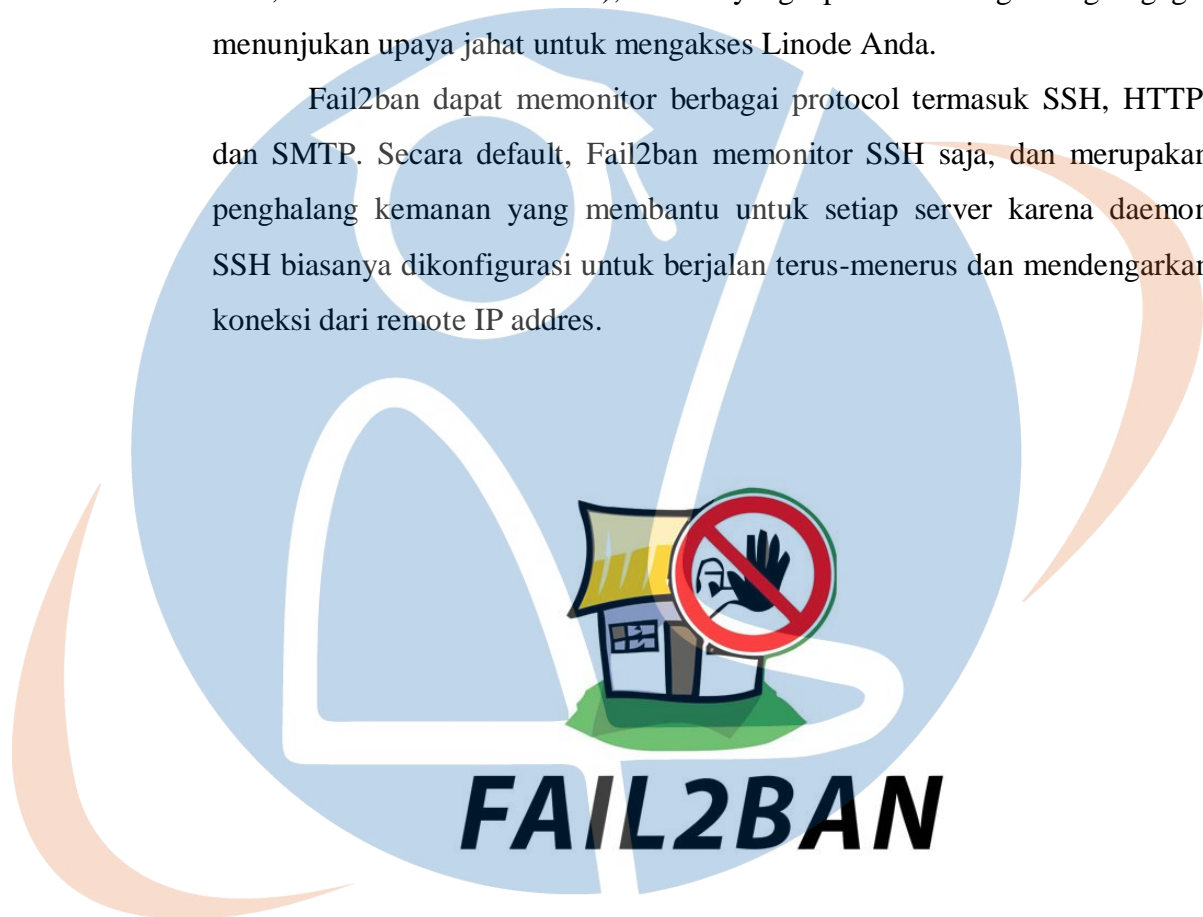 menunjukan upaya jahat untuk mengakses Linode Anda.
Fail2ban dapat memonitor berbagai protocol termasuk SSH, HTTP
dan SMTP. Secara default, Fail2ban memonitor SSH saja, dan merupakan
penghalang kemanan yang membantu untuk setiap server karena daemon
SSH biasanya dikonfigurasi untuk berjalan terus-menerus dan mendengarkan
koneksi dari remote IP addres.
FAIL2BAN